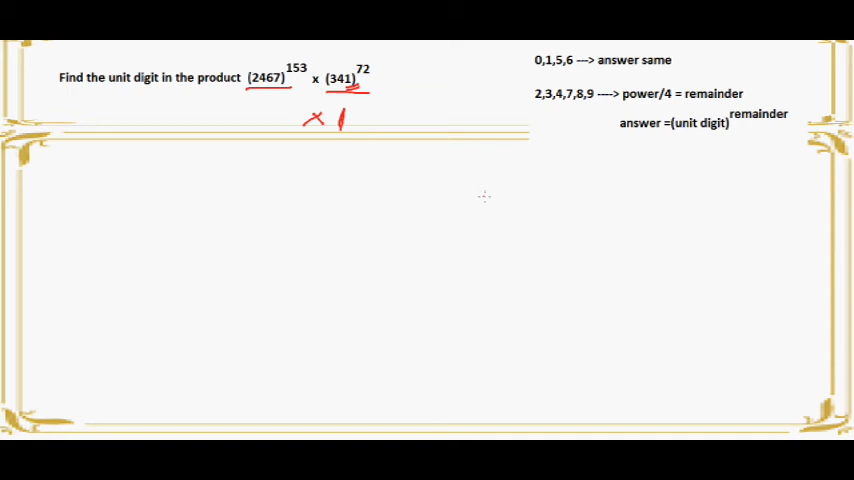 Find the unit digit in the product (2467)^153 x (341)^72
x 1
0,1,5,6 ---> answer same
2,3,4,7,8,9 ----> power/4 = remainder
answer =(unit digit)^remainder